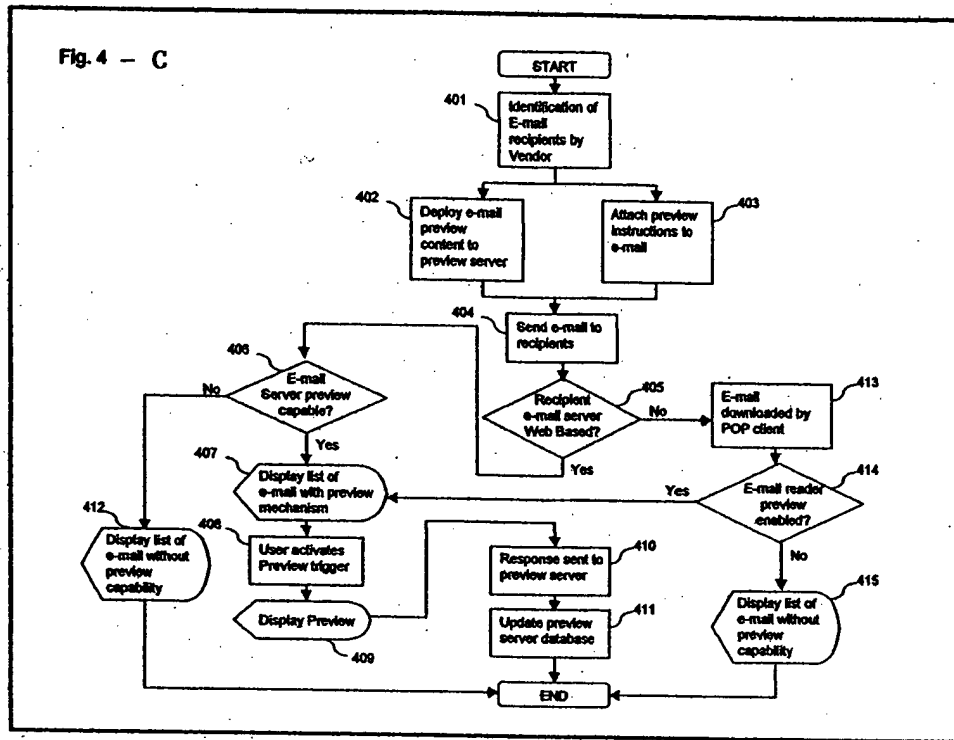 Fig. 4 - C
START
401
Identification of
E-mail
recipients by
Vendor
402
Deploy e-mail
preview
content to
preview server
403
Attach preview
instructions to
e-mail
404
Send e-mail to
recipients
405
Recipient
e-mail server
Web Based?
No
Yes
406
E-mail
Server preview
capable?
No
Yes
413
E-mail
downloaded by
POP client
407
Display list of
e-mail with preview
mechanism
414
E-mail reader
preview
enabled?
Yes
No
412
Display list of
e-mail without
preview
capability
408
User activates
Preview trigger
410
Response sent to
preview server
415
Display list of
e-mail without
preview
capability
Display Preview
409
411
Update preview
server database
END